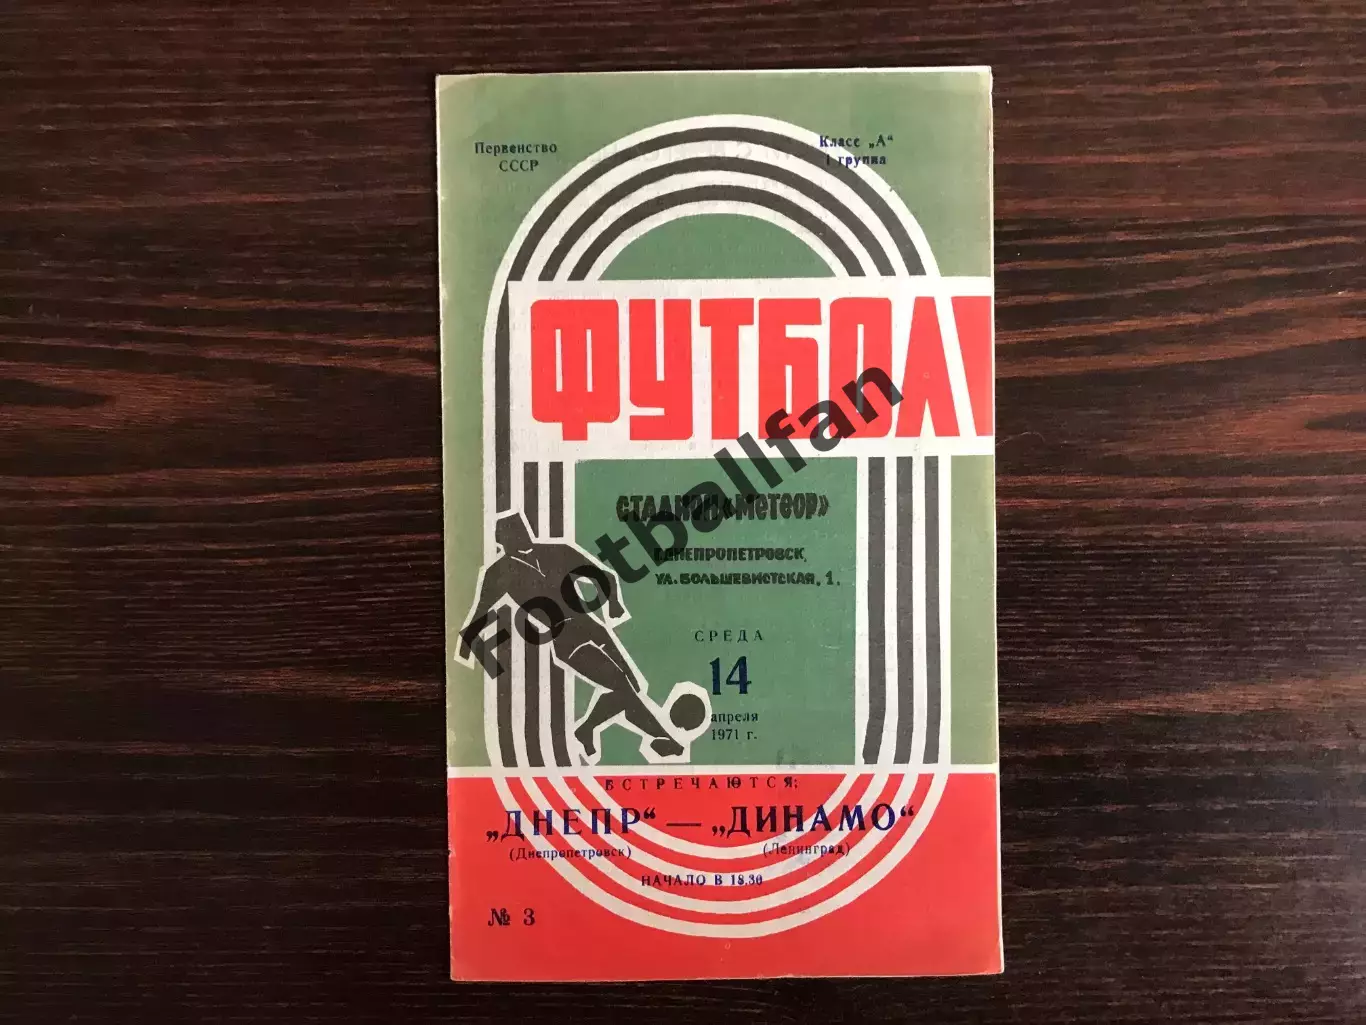 Первенство
СССР
Класс „А“
1 группа
ФУТБОЛ
СТАДИОН «МЕТЕОР»
Г.ДНЕПРОПЕТРОВСК,
УЛ. БОЛЬШЕВИСТСКАЯ, 1.
СРЕДА
14
апреля
1971 г.
ВСТРЕЧАЮТСЯ:
„ДНЕПР“ — „ДИНАМО“
(Днепропетровск) (Ленинград)
НАЧАЛО В 18.30
№ 3
Footballfan